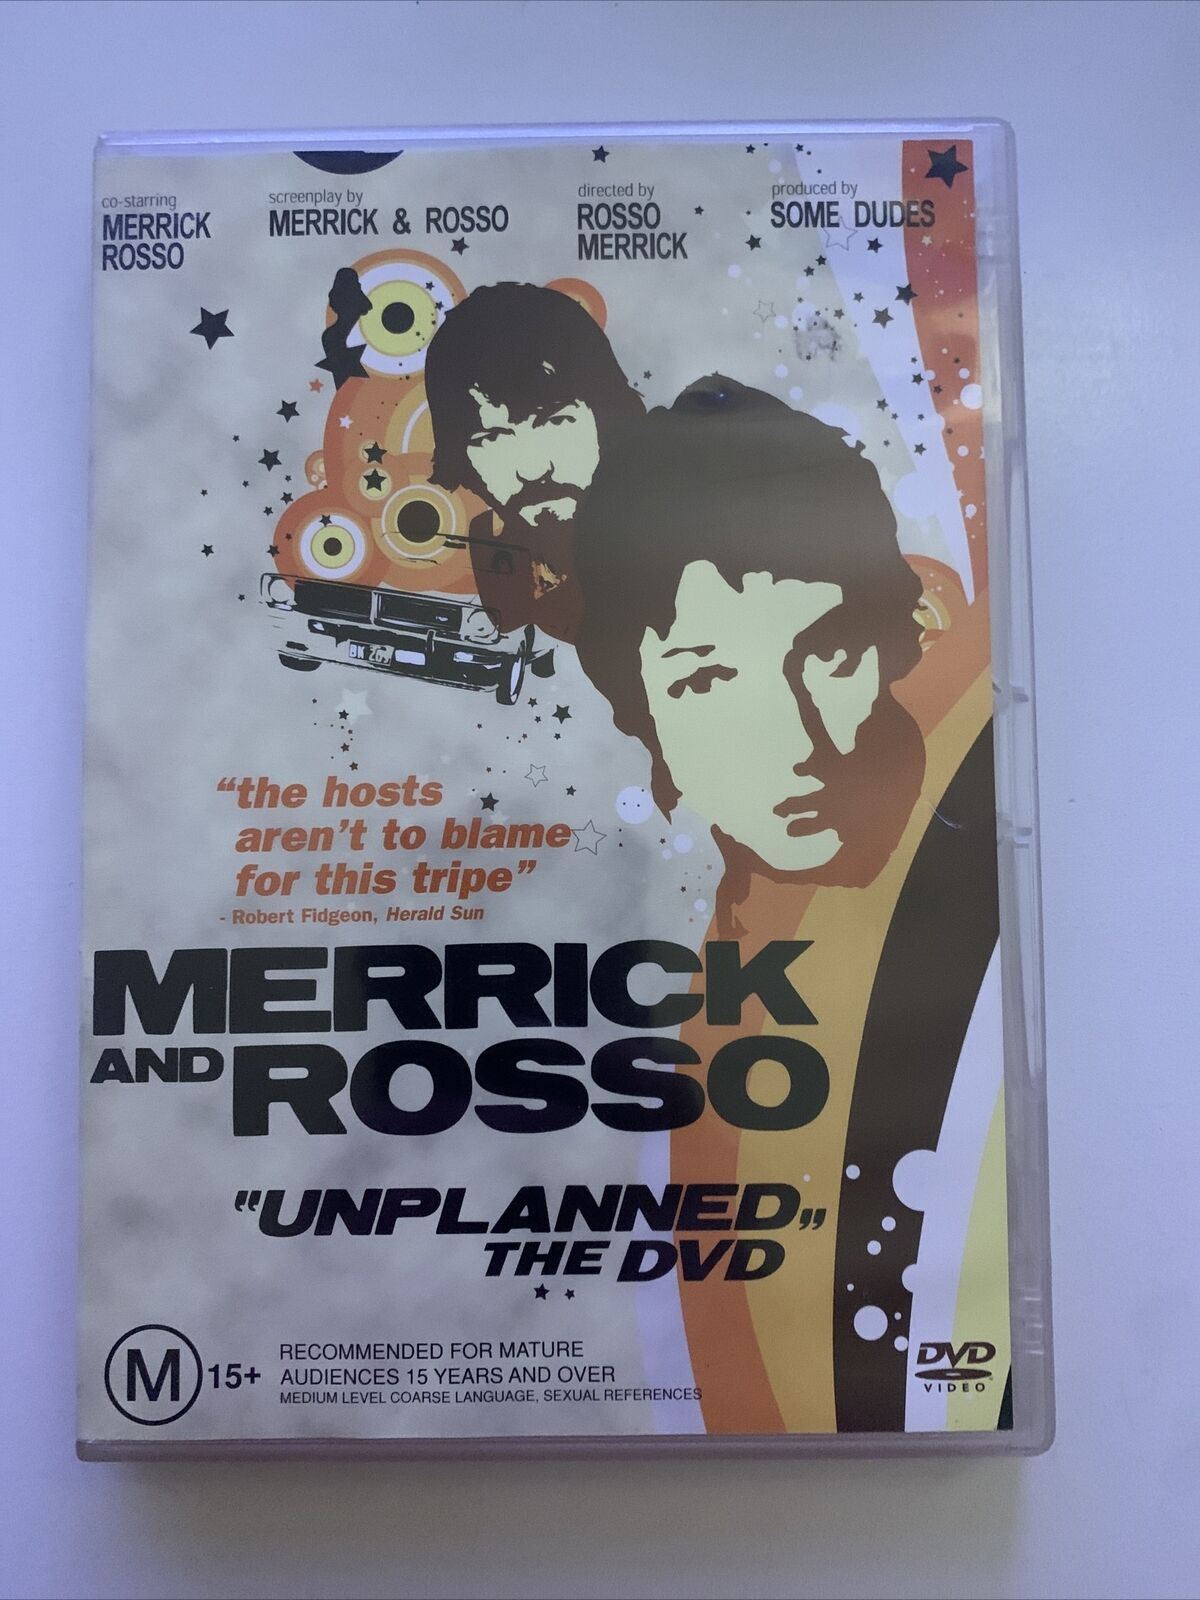 co-starring
MERRICK
ROSSO
screenplay by
MERRICK & ROSSO
directed by
ROSSO
MERRICK
produced by
SOME DUDES
"the hosts
aren't to blame
for this tripe"
- Robert Fidgeon, Herald Sun
MERRICK
AND ROSSO
"UNPLANNED"
THE DVD
M 15+
RECOMMENDED FOR MATURE
AUDIENCES 15 YEARS AND OVER
MEDIUM LEVEL COARSE LANGUAGE, SEXUAL REFERENCES
DVD
VIDEO